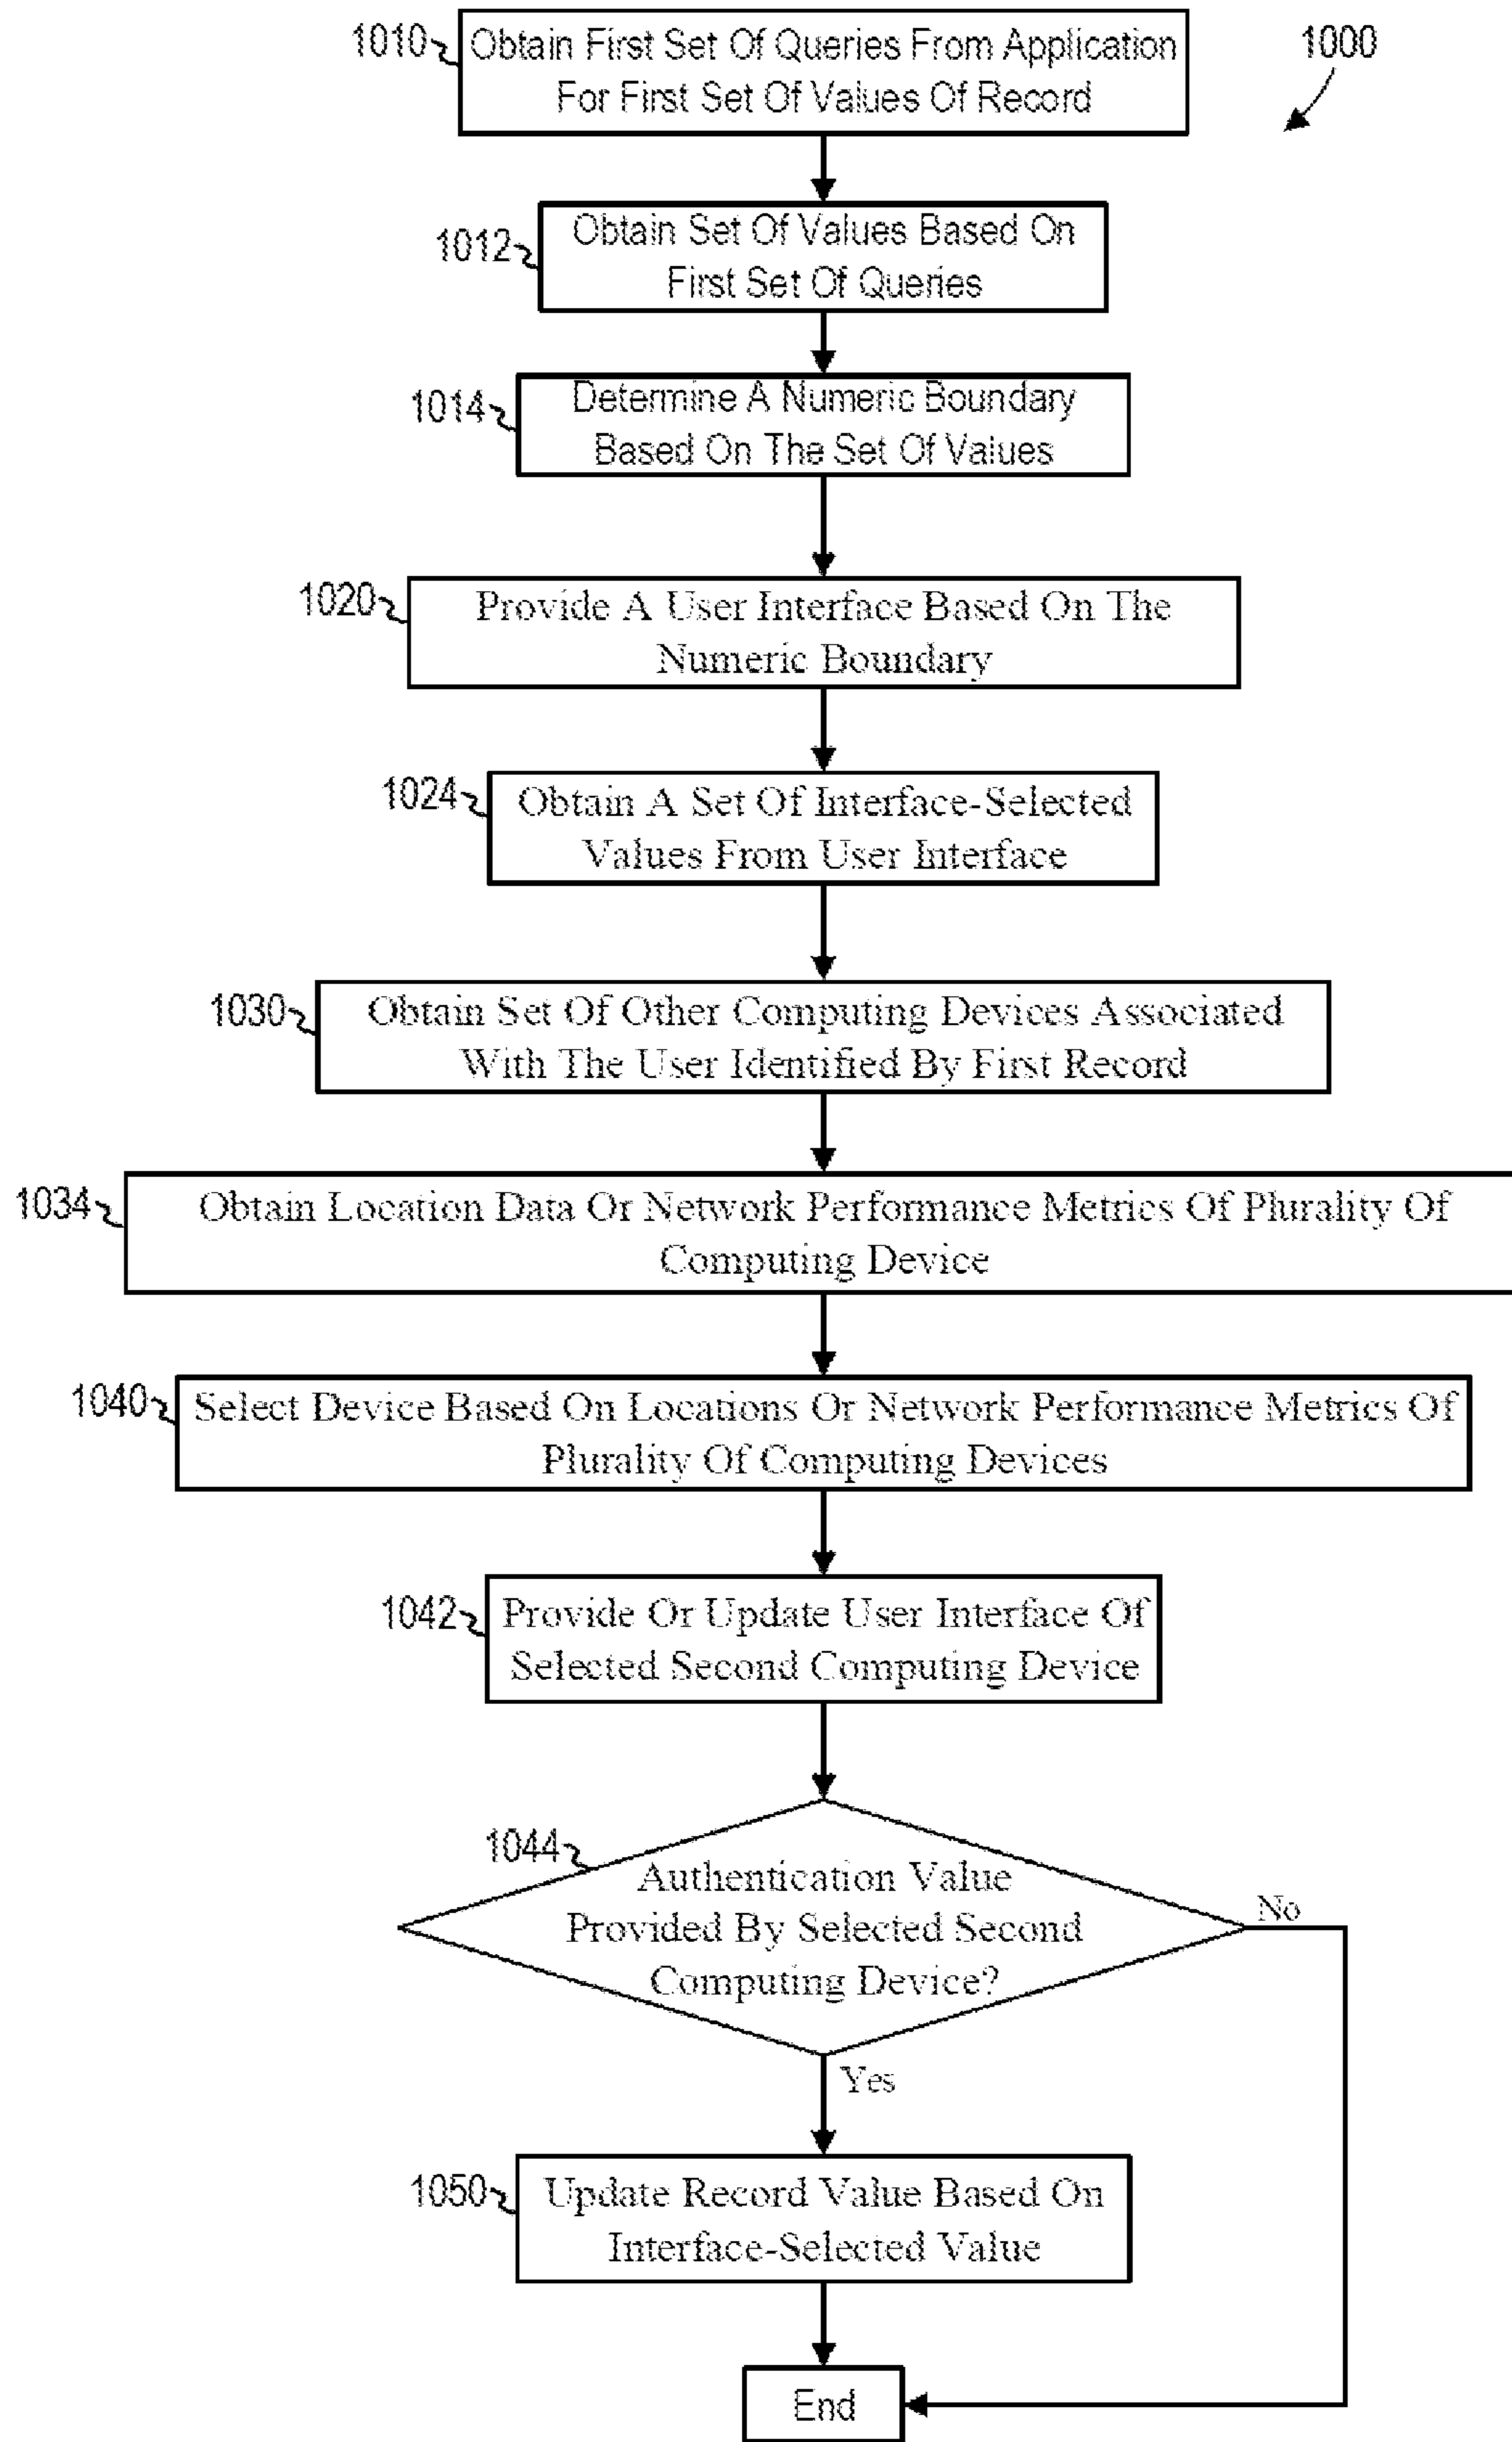 1000
1010
Obtain First Set Of Queries From Application
For First Set Of Values Of Record
1012
Obtain Set Of Values Based On
First Set Of Queries
1014
Determine A Numeric Boundary
Based On The Set Of Values
1020
Provide A User Interface Based On The
Numeric Boundary
1024
Obtain A Set Of Interface-Selected
Values From User Interface
1030
Obtain Set Of Other Computing Devices Associated
With The User Identified By First Record
1034
Obtain Location Data Or Network Performance Metrics Of Plurality Of
Computing Device
1040
Select Device Based On Locations Or Network Performance Metrics Of
Plurality Of Computing Devices
1042
Provide Or Update User Interface Of
Selected Second Computing Device
1044
Authentication Value
Provided By Selected Second
Computing Device?
No
Yes
1050
Update Record Value Based On
Interface-Selected Value
End